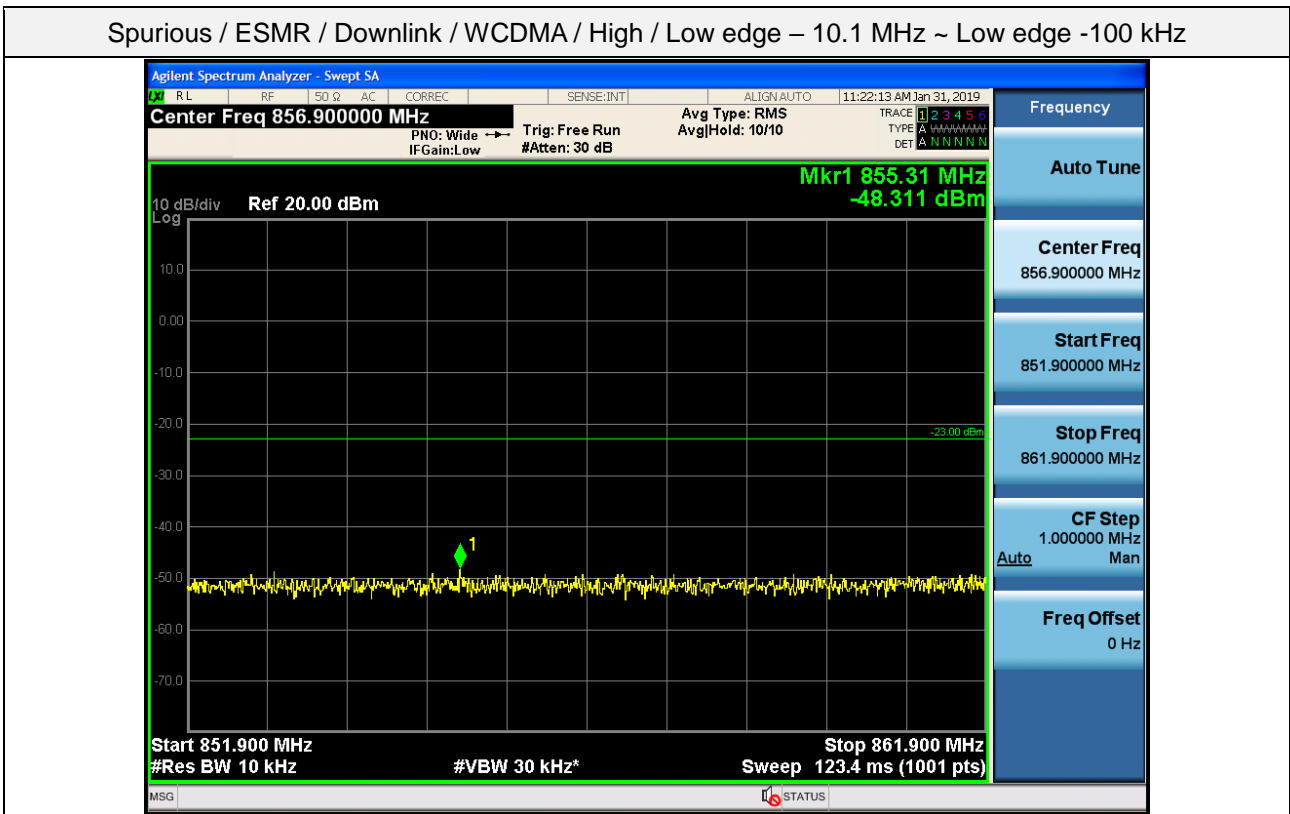 Spurious / ESMR / Downlink / WCDMA / High / Low edge – 10.1 MHz ~ Low edge -100 kHz
Agilent Spectrum Analyzer - Swept SA
LXI RL RF 50 Ω AC CORREC SENSE:INT ALIGN AUTO 11:22:13 AM Jan 31, 2019
Center Freq 856.900000 MHz Avg Type: RMS TRACE 1 2 3 4 5 6
PNO: Wide Trig: Free Run Avg|Hold: 10/10 TYPE A WWWWW
IFGain:Low #Atten: 30 dB DET A N N N N N
Frequency
Mkr1 855.31 MHz
-48.311 dBm
10 dB/div Ref 20.00 dBm
Log
10.0
0.00
-10.0
-20.0
-23.00 dBm
-30.0
-40.0
1
-50.0
-60.0
-70.0
Start 851.900 MHz Stop 861.900 MHz
#Res BW 10 kHz #VBW 30 kHz* Sweep 123.4 ms (1001 pts)
MSG STATUS
Auto Tune
Center Freq
856.900000 MHz
Start Freq
851.900000 MHz
Stop Freq
861.900000 MHz
CF Step
1.000000 MHz
Auto Man
Freq Offset
0 Hz